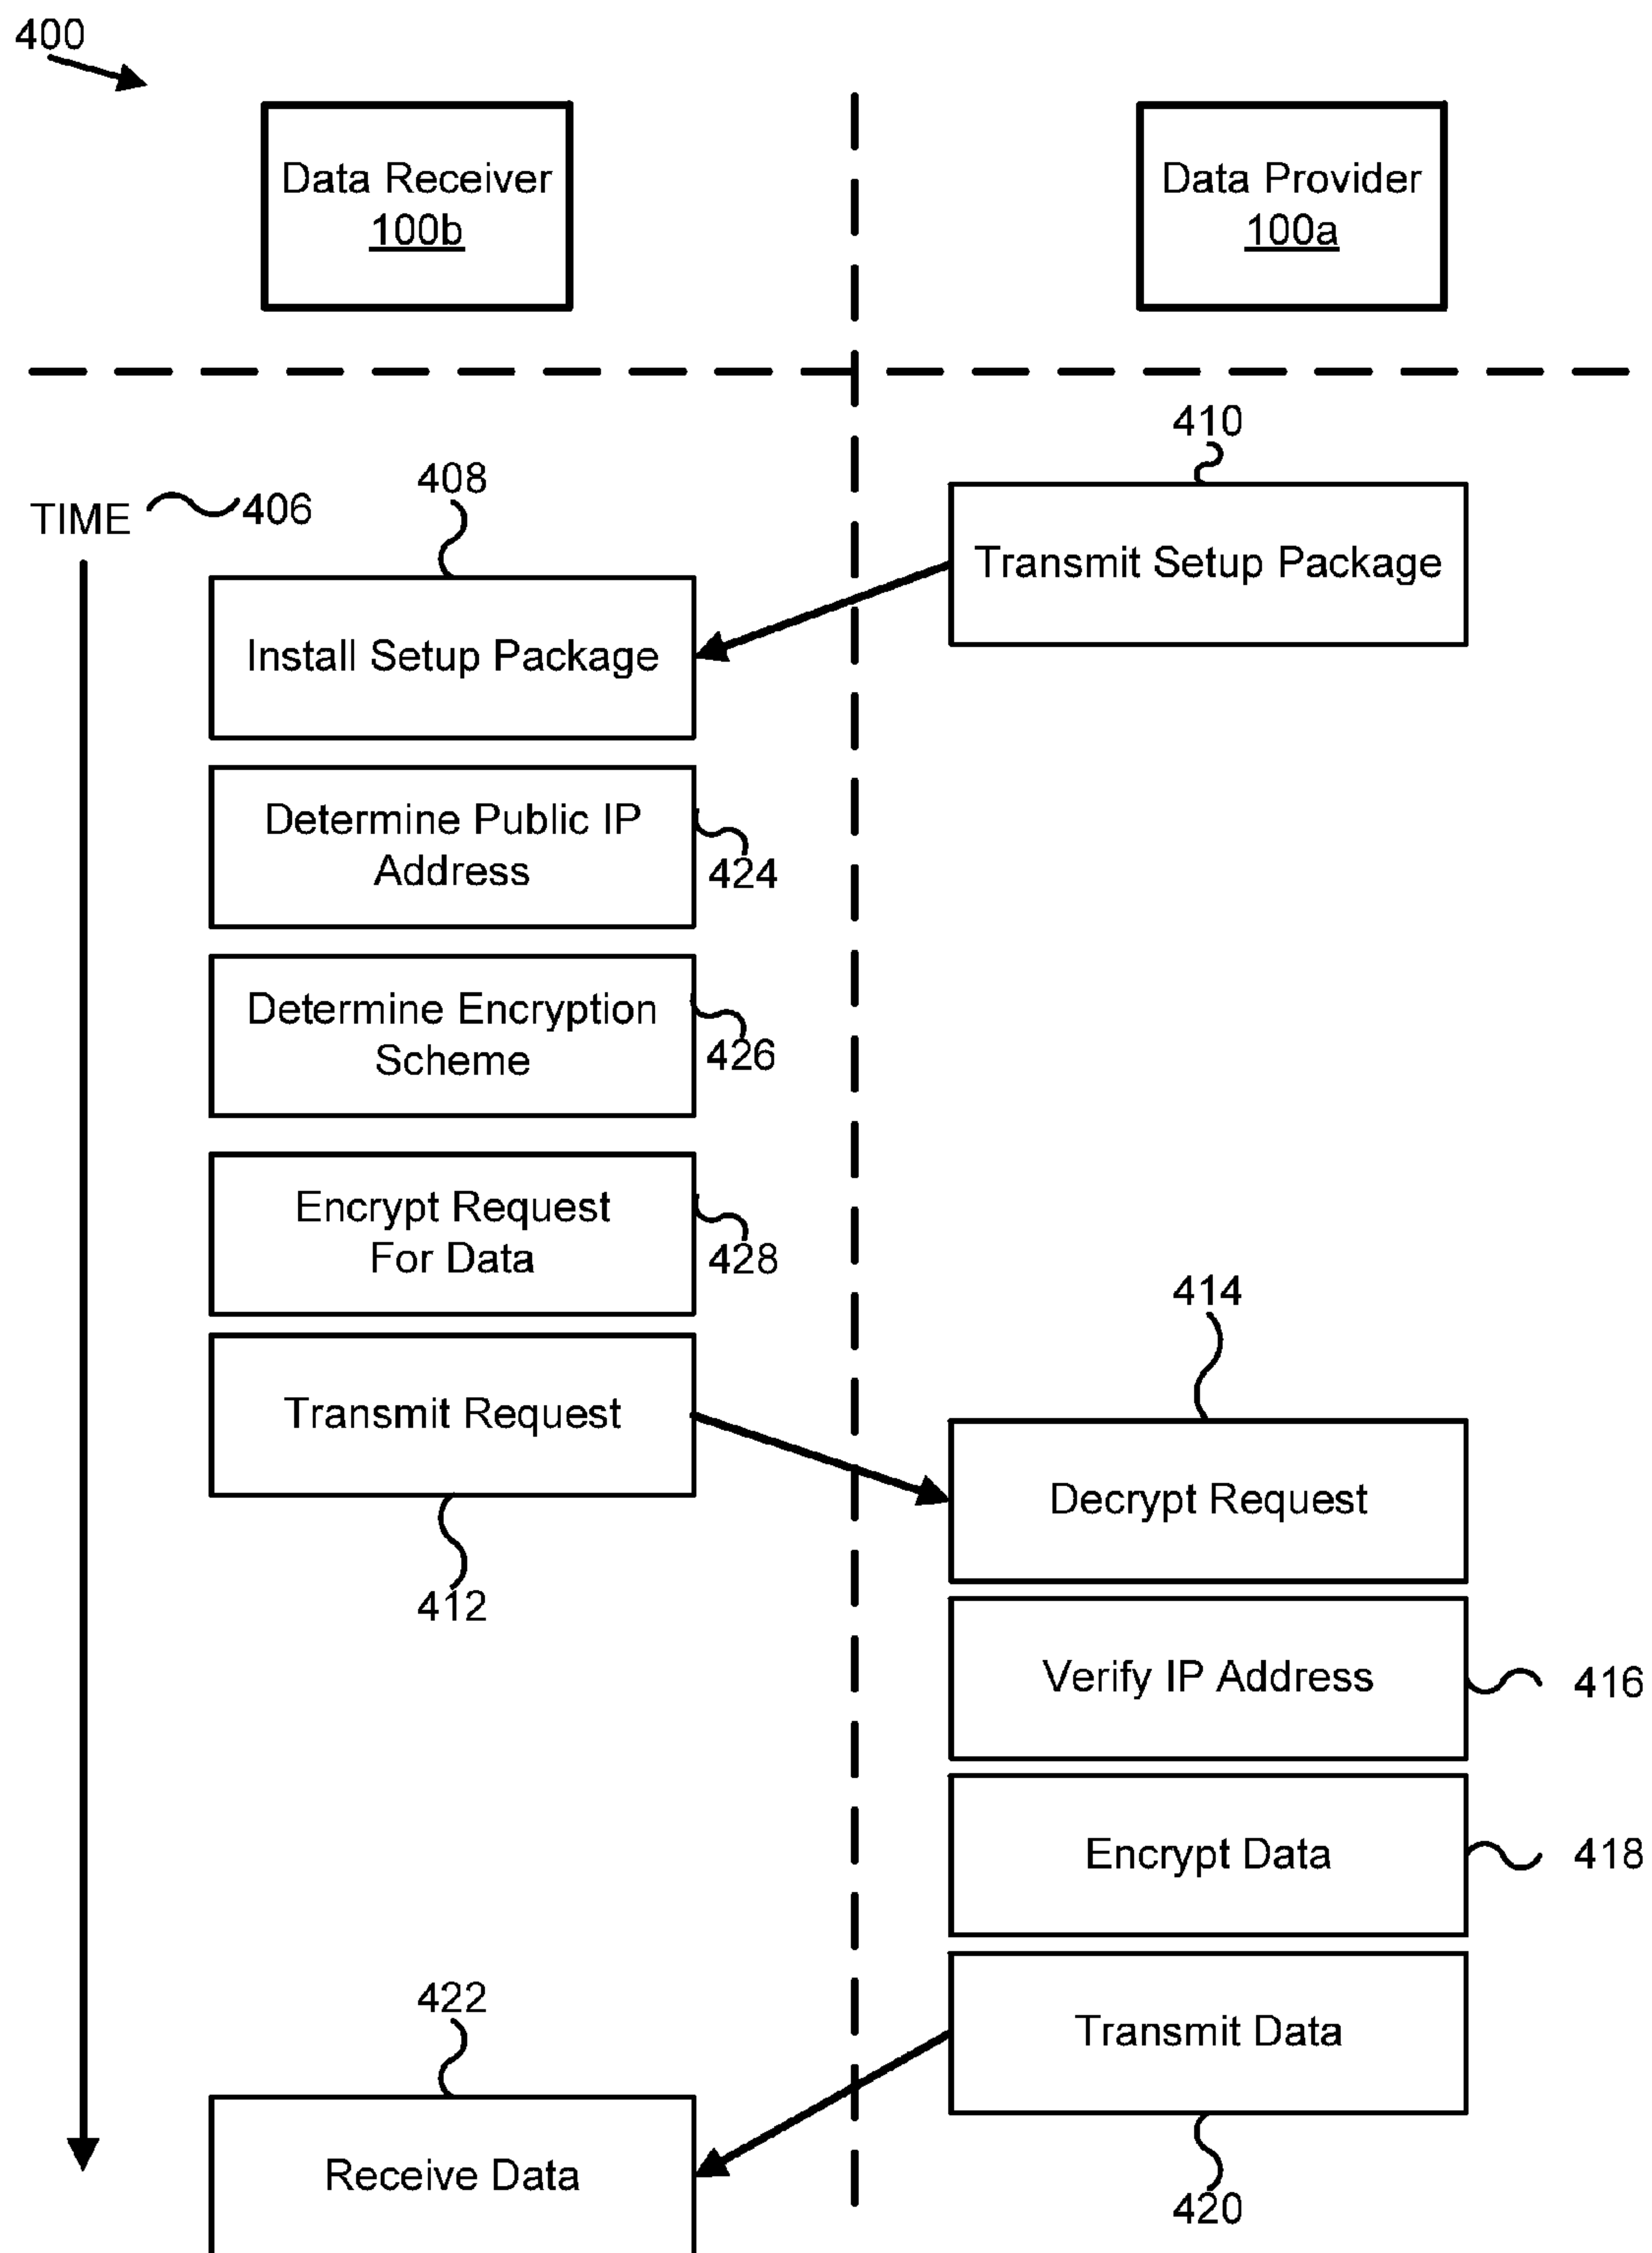 400
Data Receiver
100b
Data Provider
100a
410
Transmit Setup Package
TIME
406
408
Install Setup Package
Determine Public IP
Address
424
Determine Encryption
Scheme
426
Encrypt Request
For Data
428
414
Transmit Request
412
Decrypt Request
Verify IP Address
416
Encrypt Data
418
422
Transmit Data
420
Receive Data